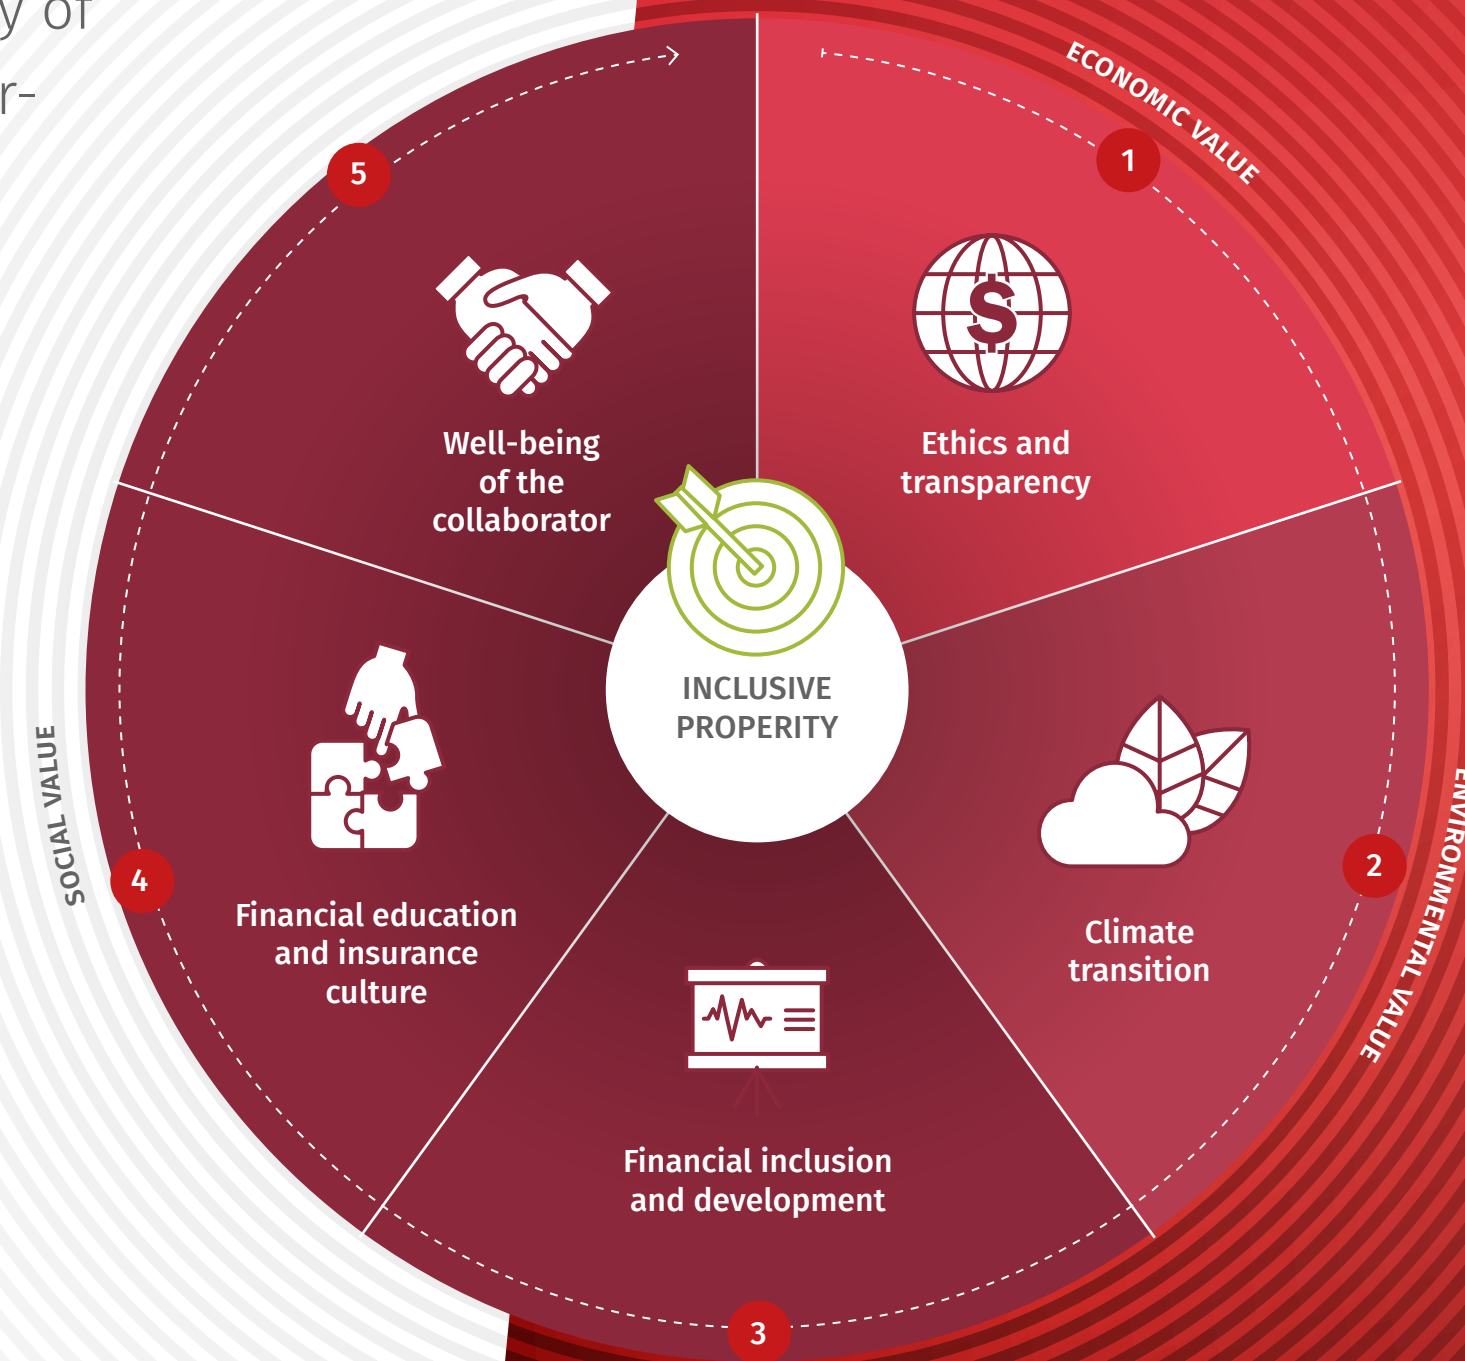 y of
r-
ECONOMIC VALUE
1
Ethics and
transparency
ENVIRONMENTAL VALUE
2
Climate
transition
3
Financial inclusion
and development
SOCIAL VALUE
4
Financial education
and insurance
culture
5
Well-being
of the
collaborator
$
INCLUSIVE
PROPERITY